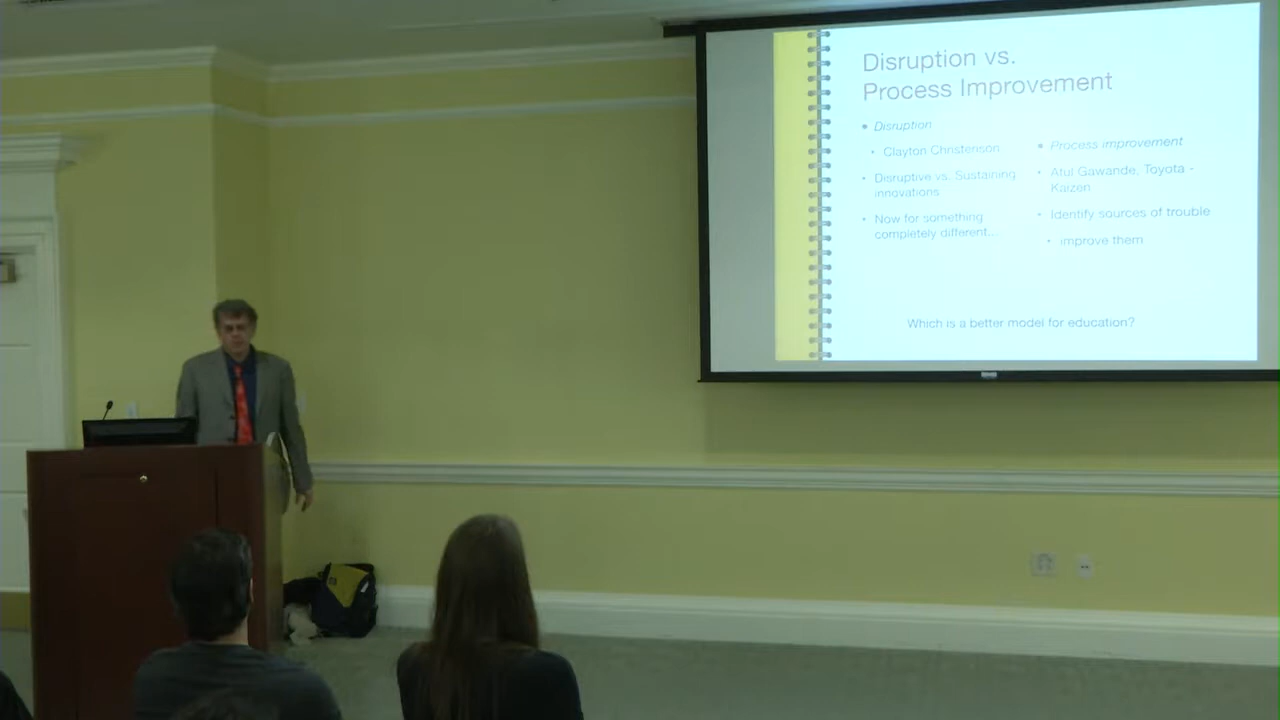 Disruption vs.
Process Improvement
Disruption
Clayton Christenson
Disruptive vs. Sustaining
innovations
Now for something
completely different...
Process improvement
Atul Gawande, Toyota -
Kaizen
Identify sources of trouble
improve them
Which is a better model for education?